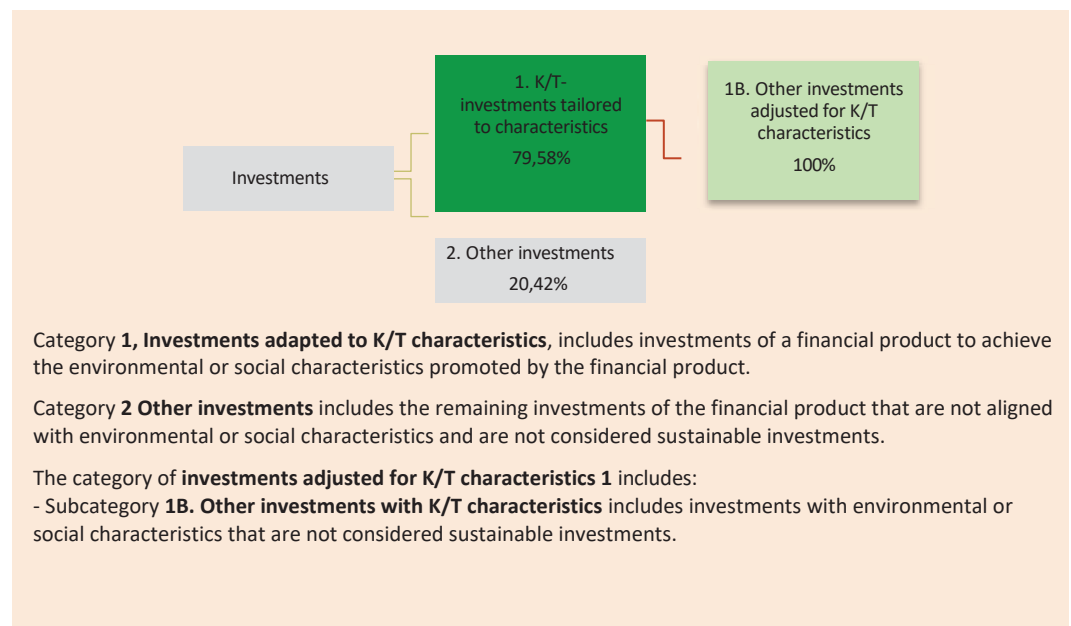 1. K/T-
investments tailored
to characteristics
79,58%
1B. Other investments
adjusted for K/T
characteristics
100%
Investments
2. Other investments
20,42%
Category 1, Investments adapted to K/T characteristics, includes investments of a financial product to achieve
the environmental or social characteristics promoted by the financial product.
Category 2 Other investments includes the remaining investments of the financial product that are not aligned
with environmental or social characteristics and are not considered sustainable investments.
The category of investments adjusted for K/T characteristics 1 includes:
- Subcategory 1B. Other investments with K/T characteristics includes investments with environmental or
social characteristics that are not considered sustainable investments.